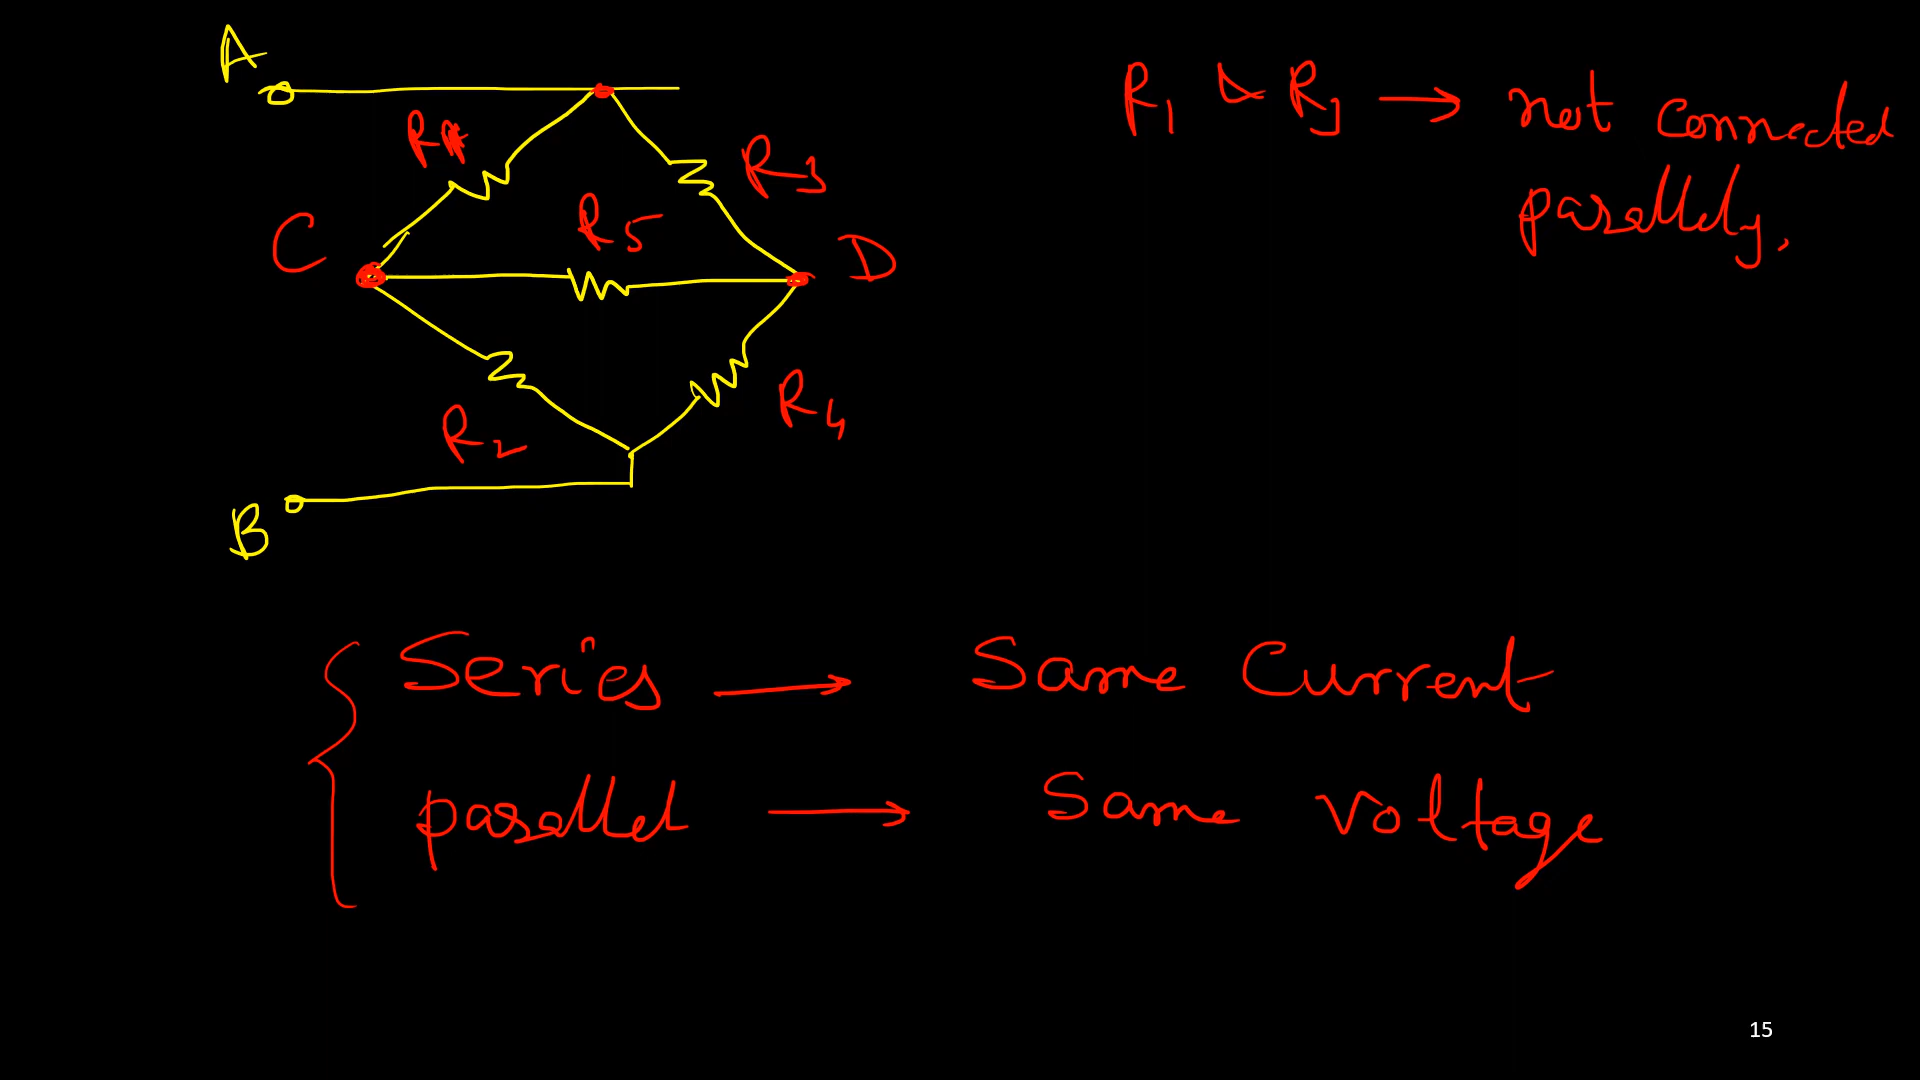 A
R1
R3
R5
C
D
R2
R4
B
R1 & R3 → not connected
parallely.
Series → Same Current
parallel → Same Voltage
15